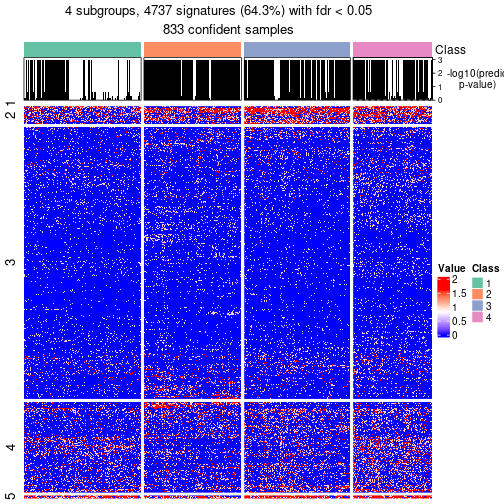 4 subgroups, 4737 signatures (64.3%) with fdr < 0.05
833 confident samples
Class
3
2
1
0
-log10(predic
p-value)
1
2
3
4
5
Value
2
1.5
1
0.5
0
Class
1
2
3
4